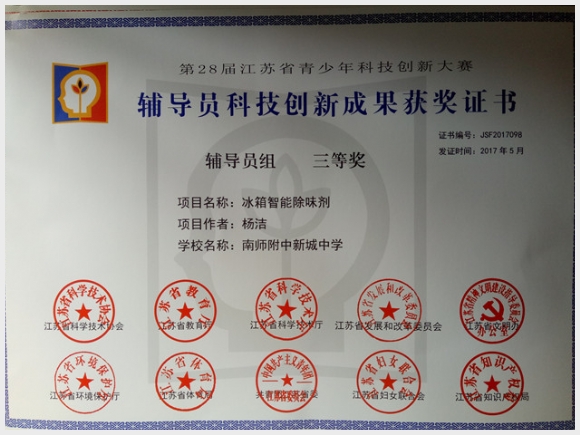 第28届江苏省青少年科技创新大赛
辅导员科技创新成果获奖证书
证书编号：JSF2017098
发证时间：2017年5月
辅导员组 三等奖
项目名称：冰箱智能除味剂
项目作者：杨洁
学校名称：南师附中新城中学
江苏省科学技术协会
江苏省教育厅
江苏省科学技术厅
江苏省发展和改革委员会
江苏省文明办
江苏省环境保护厅
江苏省体育局
共青团江苏省委
江苏省妇女联合会
江苏省知识产权局